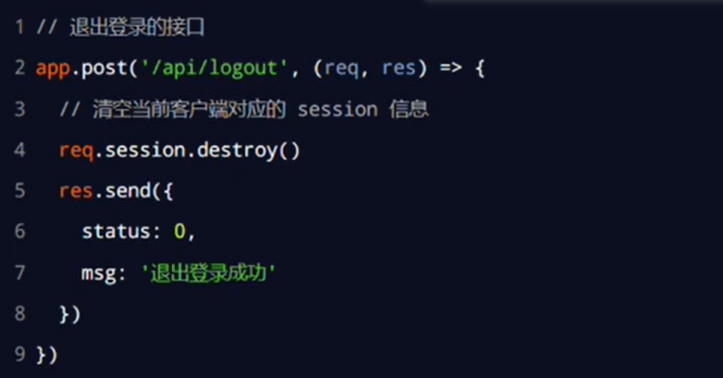 1 // 退出登录的接口
2 app.post('/api/logout', (req, res) => {
3   // 清空当前客户端对应的 session 信息
4   req.session.destroy()
5   res.send({
6     status: 0,
7     msg: '退出登录成功'
8   })
9 })